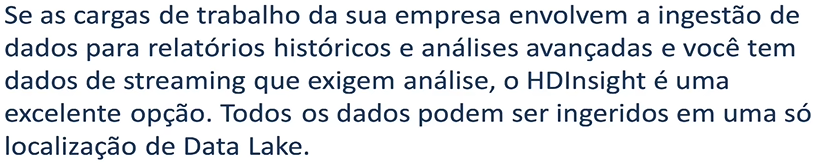 Se as cargas de trabalho da sua empresa envolvem a ingestão de
dados para relatórios históricos e análises avançadas e você tem
dados de streaming que exigem análise, o HDInsight é uma
excelente opção. Todos os dados podem ser ingeridos em uma só
localização de Data Lake.